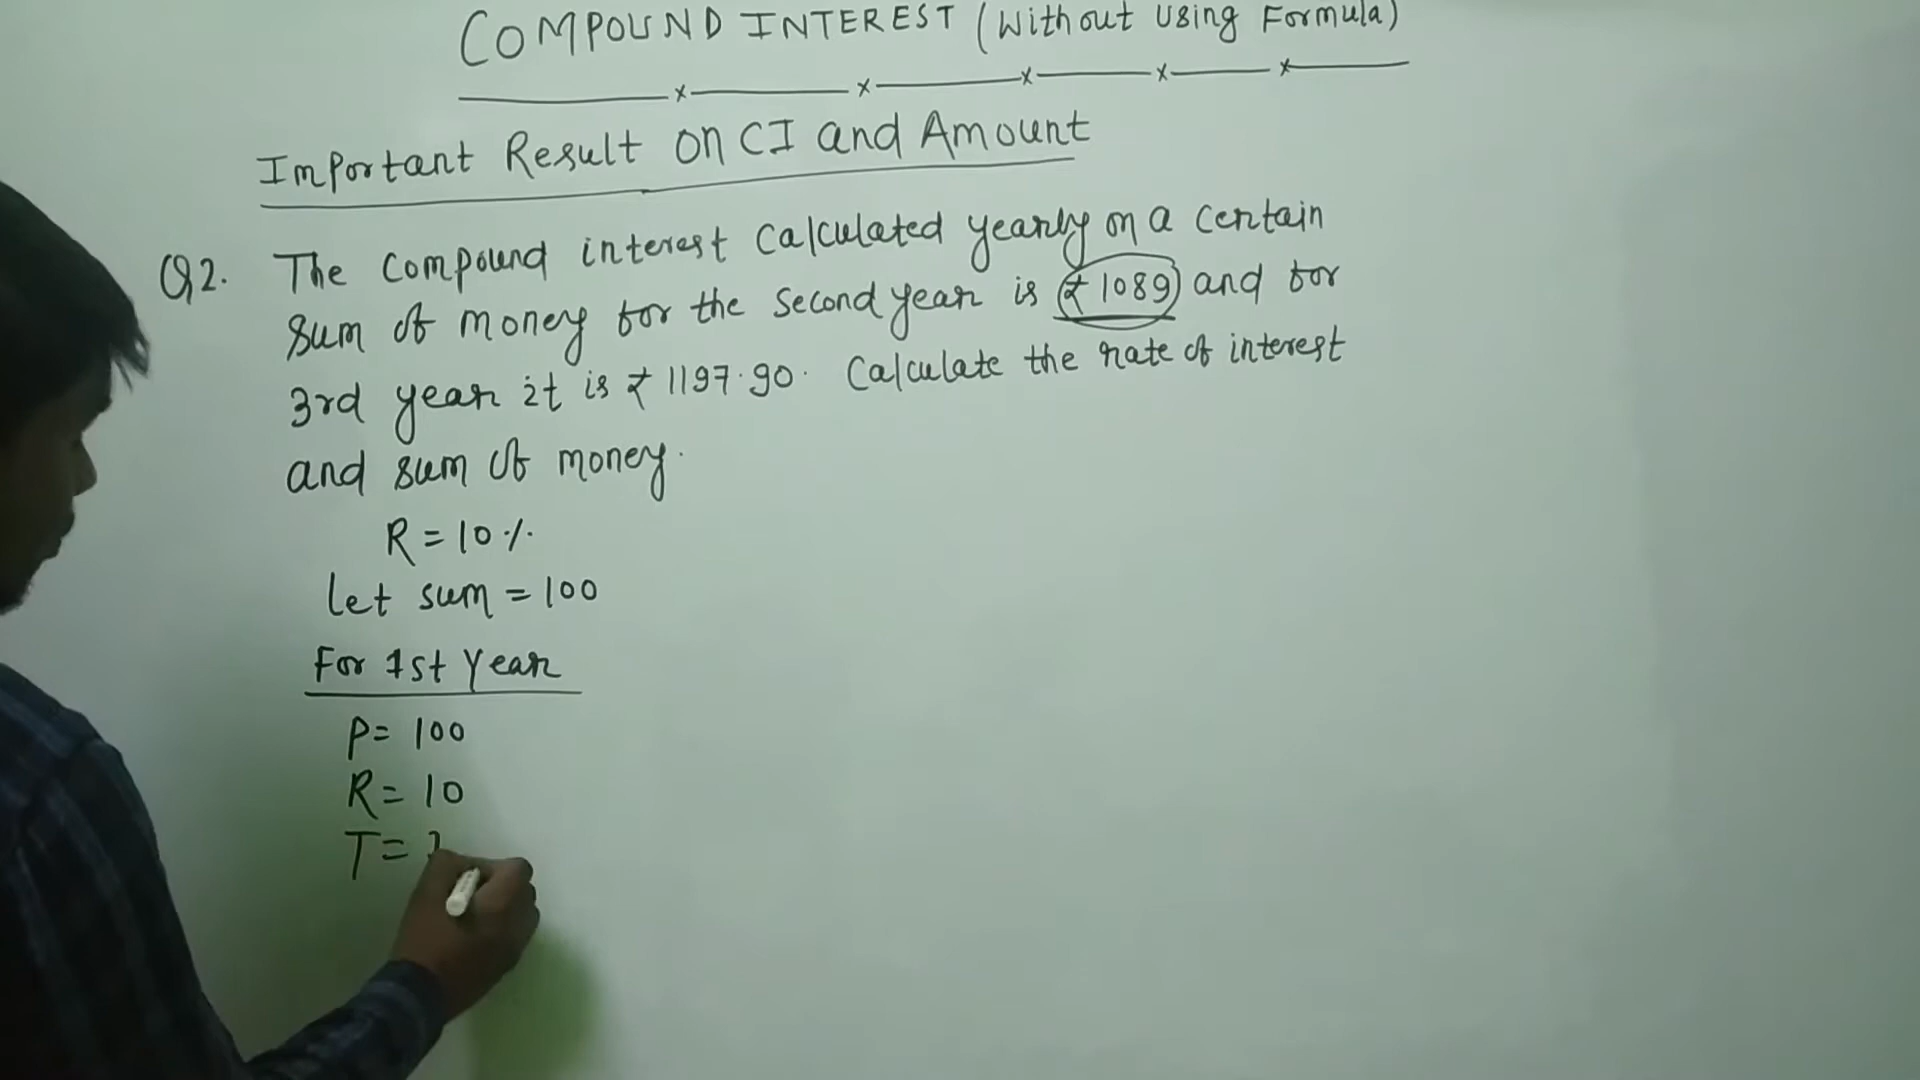 COMPOUND INTEREST (Without Using Formula)
Important Result on CI and Amount
Q2. The Compound interest Calculated yearly on a Certain
sum of money for the Second year is ₹ 1089 and for
3rd year it is ₹ 1197.90. Calculate the rate of interest
and sum of money.
R = 10 %
Let sum = 100
For 1st Year
P = 100
R = 10
T =